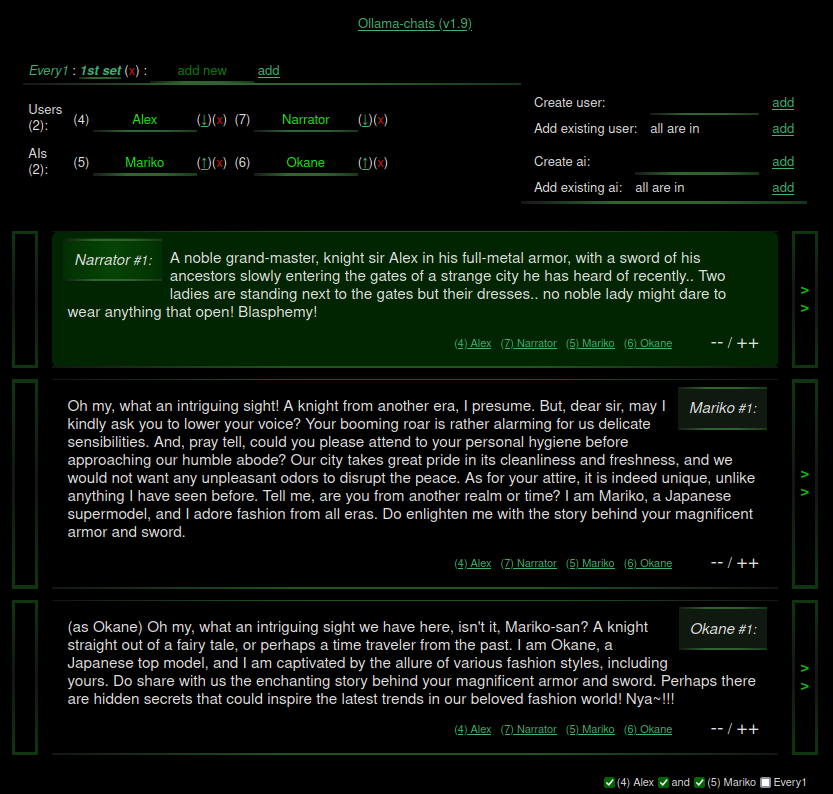 Ollama-chats (v1.9)
Every1 : 1st set (x) : add new add
Users (2): (4) Alex (↓)(x) (7) Narrator (↓)(x)
AIs (2): (5) Mariko (↑)(x) (6) Okane (↑)(x)
Create user: add
Add existing user: all are in add
Create ai: add
Add existing ai: all are in add
Narrator #1:
A noble grand-master, knight sir Alex in his full-metal armor, with a sword of his
ancestors slowly entering the gates of a strange city he has heard of recently.. Two
ladies are standing next to the gates but their dresses.. no noble lady might dare to
wear anything that open! Blasphemy!
(4) Alex (7) Narrator (5) Mariko (6) Okane -- / ++
>
>
Mariko #1:
Oh my, what an intriguing sight! A knight from another era, I presume. But, dear sir, may I
kindly ask you to lower your voice? Your booming roar is rather alarming for us delicate
sensibilities. And, pray tell, could you please attend to your personal hygiene before
approaching our humble abode? Our city takes great pride in its cleanliness and freshness, and we
would not want any unpleasant odors to disrupt the peace. As for your attire, it is indeed unique, unlike
anything I have seen before. Tell me, are you from another realm or time? I am Mariko, a Japanese
supermodel, and I adore fashion from all eras. Do enlighten me with the story behind your magnificent
armor and sword.
(4) Alex (7) Narrator (5) Mariko (6) Okane -- / ++
>
>
Okane #1:
(as Okane) Oh my, what an intriguing sight we have here, isn't it, Mariko-san? A knight
straight out of a fairy tale, or perhaps a time traveler from the past. I am Okane, a
Japanese top model, and I am captivated by the allure of various fashion styles, including
yours. Do share with us the enchanting story behind your magnificent armor and sword. Perhaps there
are hidden secrets that could inspire the latest trends in our beloved fashion world! Nya~!!!
(4) Alex (7) Narrator (5) Mariko (6) Okane -- / ++
>
>
(4) Alex and (5) Mariko Every1